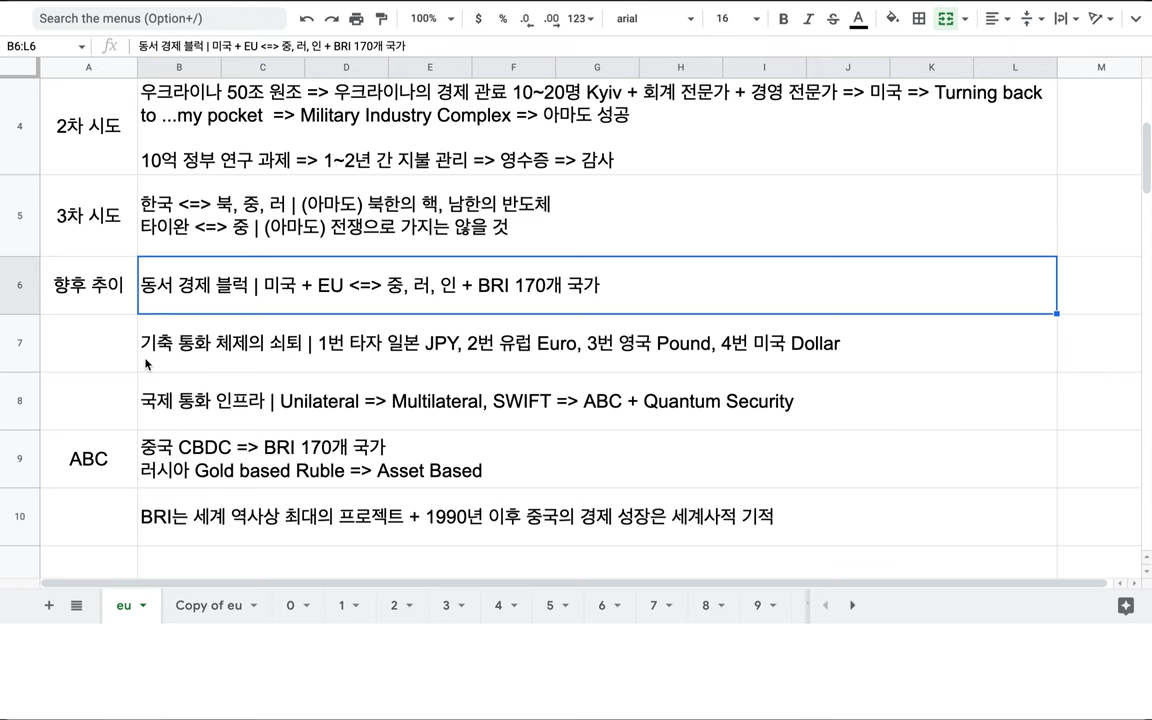 Search the menus (Option+/)
100%
$ % .0 .00 123
arial
16
B I S A
B6:L6
fx
동서 경제 블럭 | 미국 + EU <=> 중, 러, 인 + BRI 170개 국가
A B C D E F G H I J K L M
4
2차 시도
우크라이나 50조 원조 => 우크라이나의 경제 관료 10~20명 Kyiv + 회계 전문가 + 경영 전문가 => 미국 => Turning back
to ...my pocket => Military Industry Complex => 아마도 성공
10억 정부 연구 과제 => 1~2년 간 지불 관리 => 영수증 => 감사
5
3차 시도
한국 <=> 북, 중, 러 | (아마도) 북한의 핵, 남한의 반도체
타이완 <=> 중 | (아마도) 전쟁으로 가지는 않을 것
6
향후 추이
동서 경제 블럭 | 미국 + EU <=> 중, 러, 인 + BRI 170개 국가
7
기축 통화 체제의 쇠퇴 | 1번 타자 일본 JPY, 2번 유럽 Euro, 3번 영국 Pound, 4번 미국 Dollar
8
국제 통화 인프라 | Unilateral => Multilateral, SWIFT => ABC + Quantum Security
9
ABC
중국 CBDC => BRI 170개 국가
러시아 Gold based Ruble => Asset Based
10
BRI는 세계 역사상 최대의 프로젝트 + 1990년 이후 중국의 경제 성장은 세계사적 기적
eu
Copy of eu
0 1 2 3 4 5 6 7 8 9